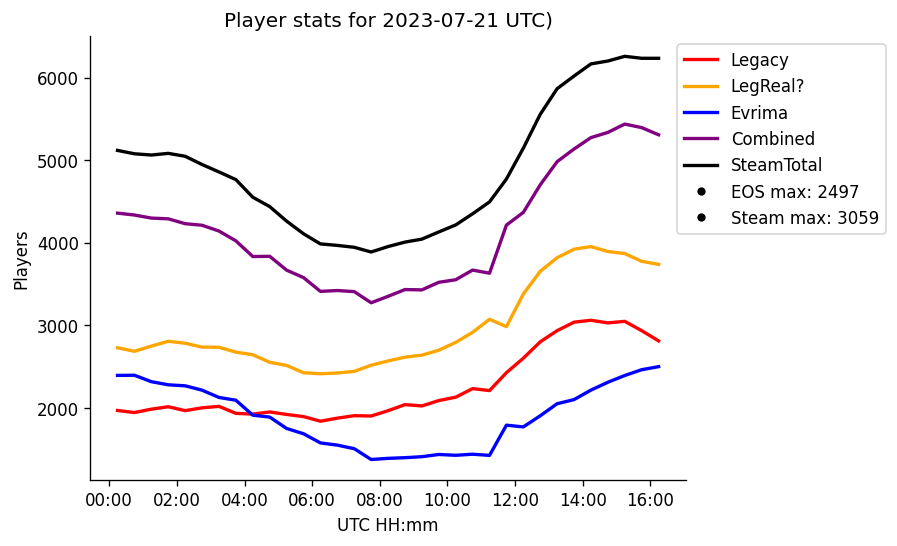 Player stats for 2023-07-21 UTC)
Legacy
LegReal?
Evrima
Combined
SteamTotal
EOS max: 2497
Steam max: 3059
Players
6000
5000
4000
3000
2000
00:00 02:00 04:00 06:00 08:00 10:00 12:00 14:00 16:00
UTC HH:mm